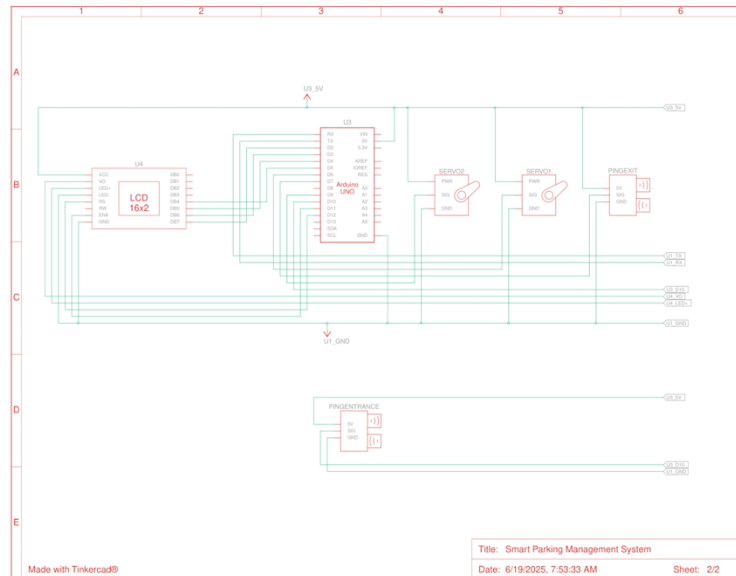 1 2 3 4 5 6
A
B
C
D
E
U3_5V
U3_5V
U4
LCD
16x2
VCC
VO
LED+
LED-
RS
RW
ENA
GND
DB0
DB1
DB2
DB3
DB4
DB5
DB6
DB7
U3
Arduino
UNO
RX
TX
D2
D3
D4
D5
D6
D7
D8
D9
D10
D11
D12
D13
SDA
SCL
VIN
5V
3.3V
AREF
IOREF
RES
A0
A1
A2
A3
A4
A5
GND
SERVO2
PWR
SIG
GND
SERVO1
PWR
SIG
GND
PINGEXIT
5V
SIG
GND
U1_TX
U1_RX
U3_D10
U4_VO
U4_LED+
U1_GND
U1_GND
PINGENTRANCE
5V
SIG
GND
U3_5V
U3_D10
U1_GND
Title: Smart Parking Management System
Made with Tinkercad®
Date: 6/19/2025, 7:53:33 AM
Sheet: 2/2